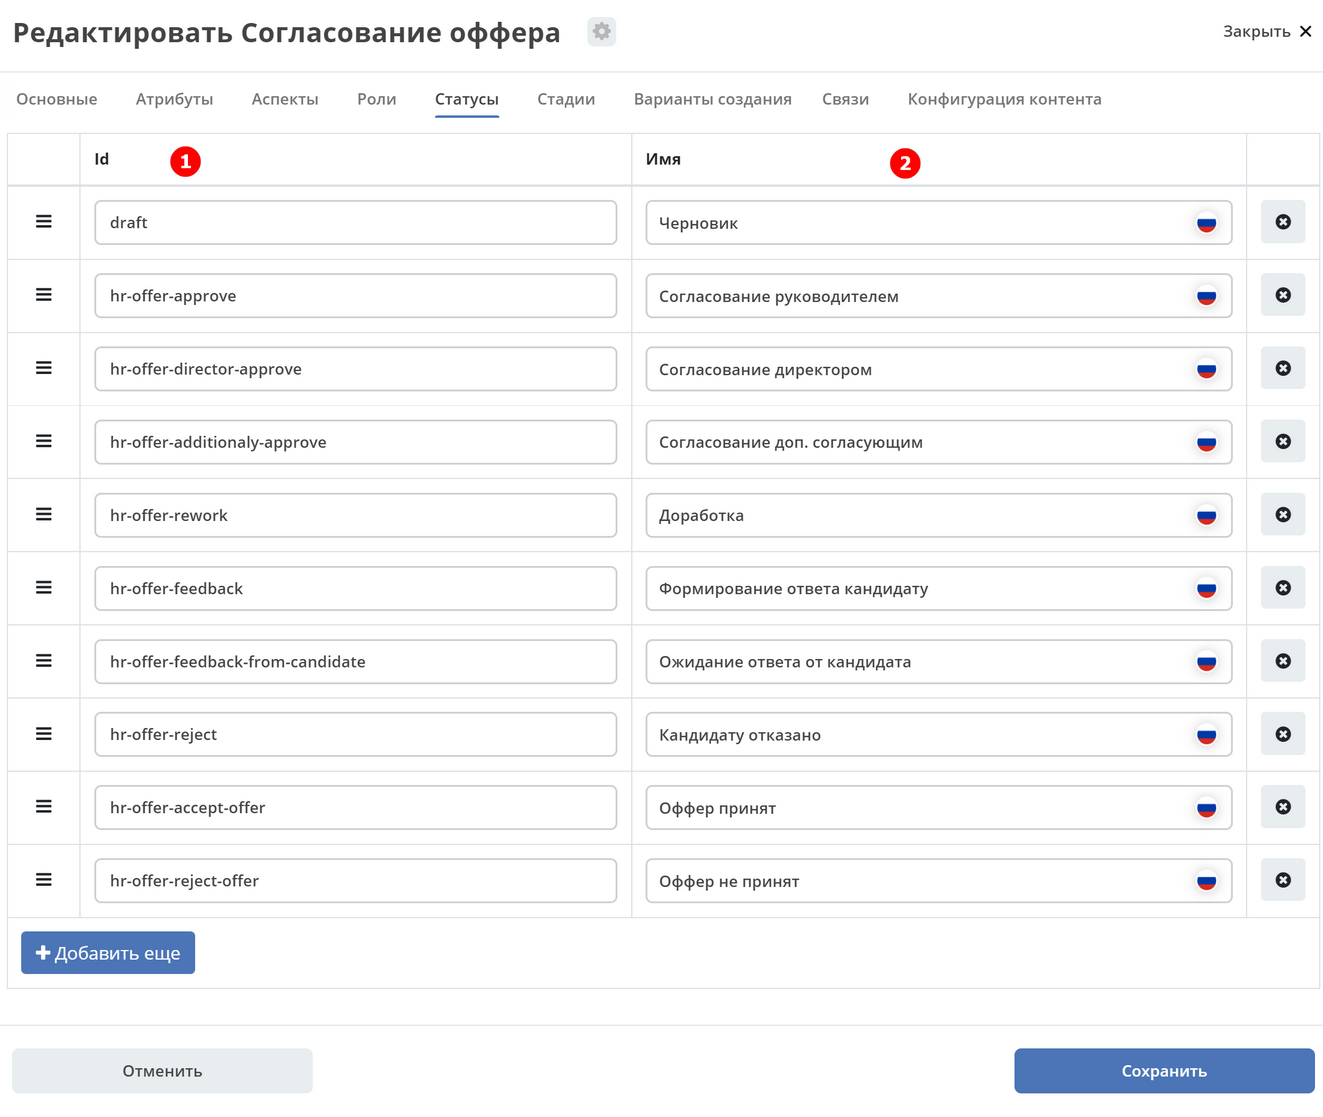 Редактировать Согласование оффера
Закрыть
Основные Атрибуты Аспекты Роли Статусы Стадии Варианты создания Связи Конфигурация контента
Id 1 Имя 2
draft Черновик
hr-offer-approve Согласование руководителем
hr-offer-director-approve Согласование директором
hr-offer-additionaly-approve Согласование доп. согласующим
hr-offer-rework Доработка
hr-offer-feedback Формирование ответа кандидату
hr-offer-feedback-from-candidate Ожидание ответа от кандидата
hr-offer-reject Кандидату отказано
hr-offer-accept-offer Оффер принят
hr-offer-reject-offer Оффер не принят
Добавить еще
Отменить Сохранить